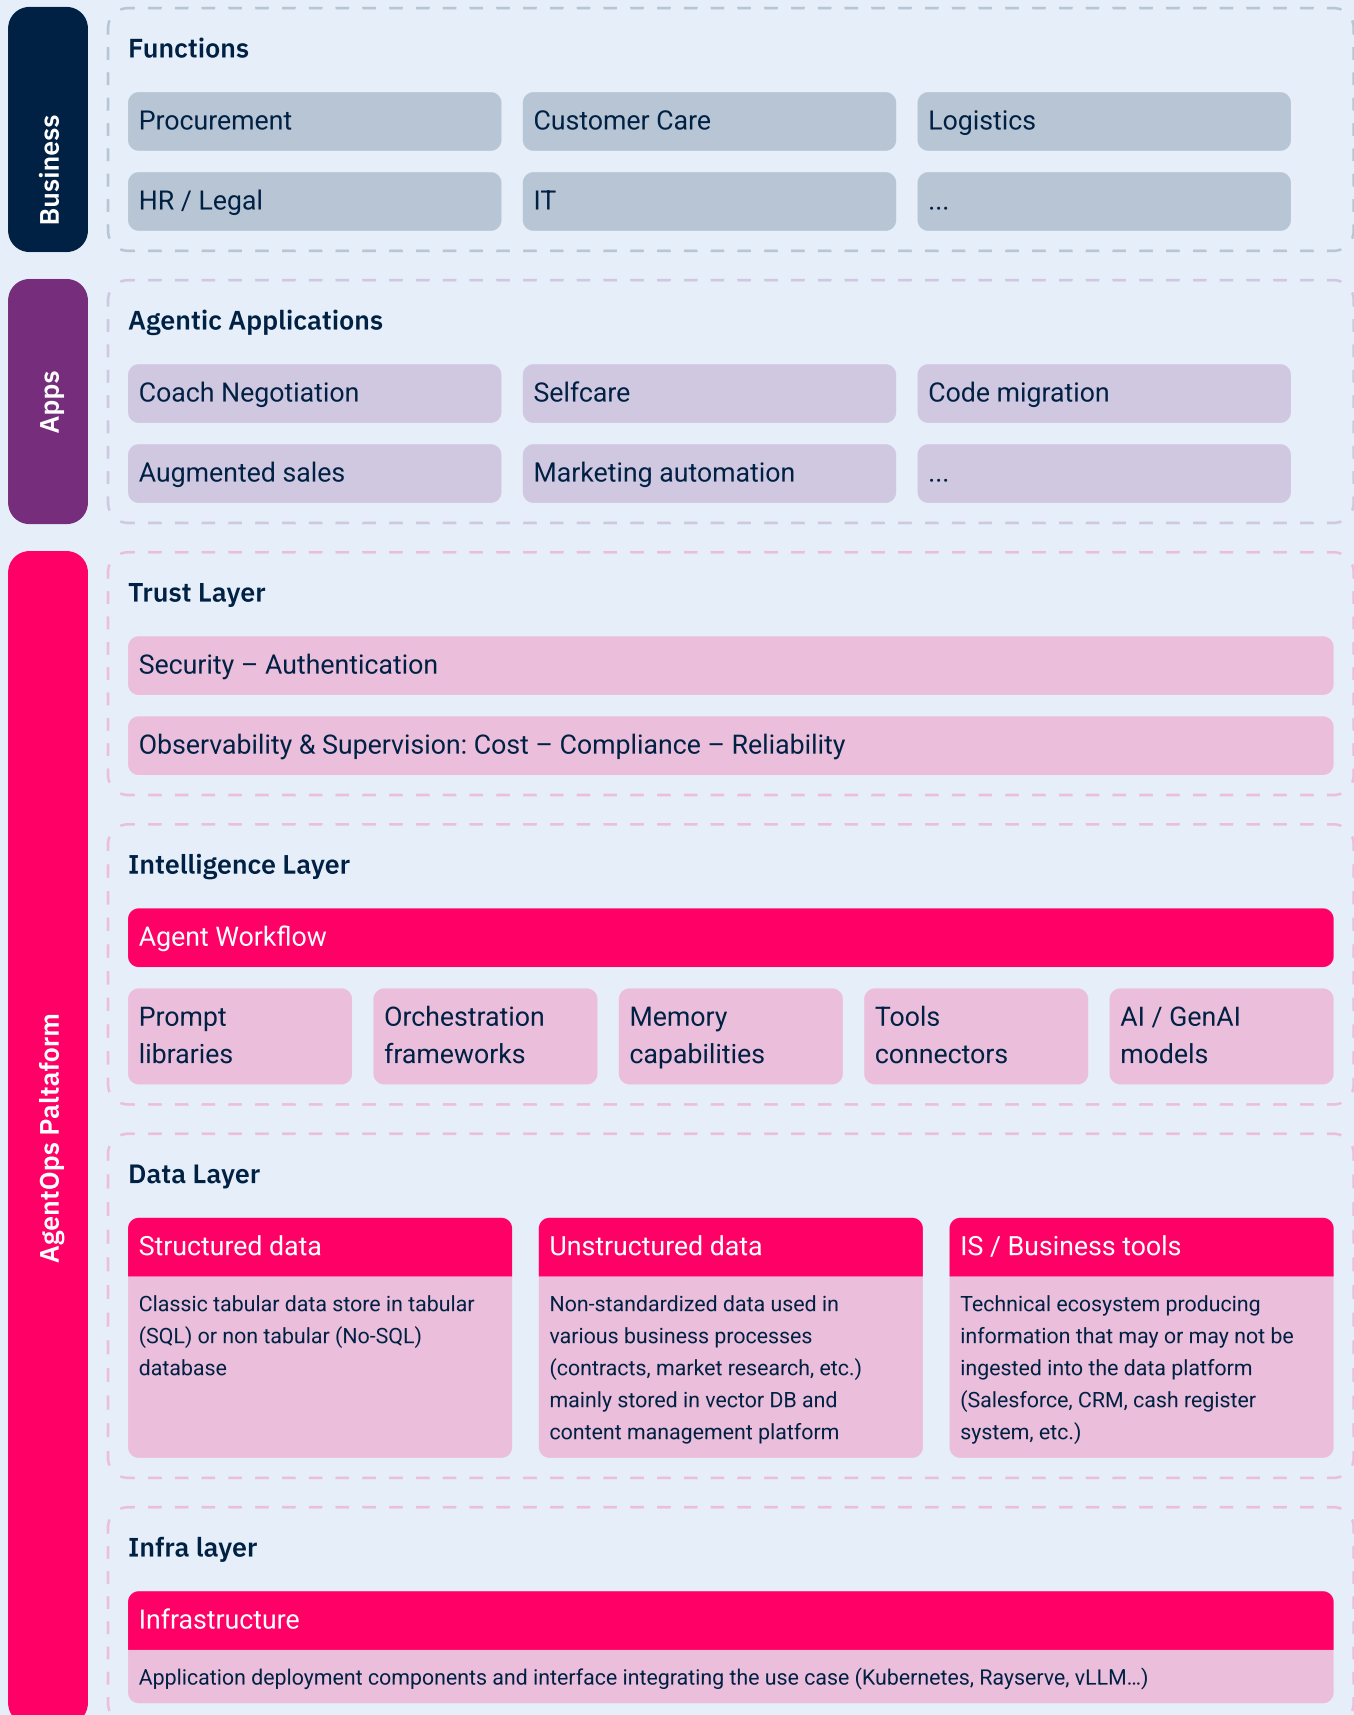 Business
Functions
Procurement
Customer Care
Logistics
HR / Legal
IT
...
Apps
Agentic Applications
Coach Negotiation
Selfcare
Code migration
Augmented sales
Marketing automation
...
AgentOps Paltaform
Trust Layer
Security – Authentication
Observability & Supervision: Cost – Compliance – Reliability
Intelligence Layer
Agent Workflow
Prompt
libraries
Orchestration
frameworks
Memory
capabilities
Tools
connectors
AI / GenAI
models
Data Layer
Structured data
Classic tabular data store in tabular
(SQL) or non tabular (No-SQL)
database
Unstructured data
Non-standardized data used in
various business processes
(contracts, market research, etc.)
mainly stored in vector DB and
content management platform
IS / Business tools
Technical ecosystem producing
information that may or may not be
ingested into the data platform
(Salesforce, CRM, cash register
system, etc.)
Infra layer
Infrastructure
Application deployment components and interface integrating the use case (Kubernetes, Rayserve, vLLM...)